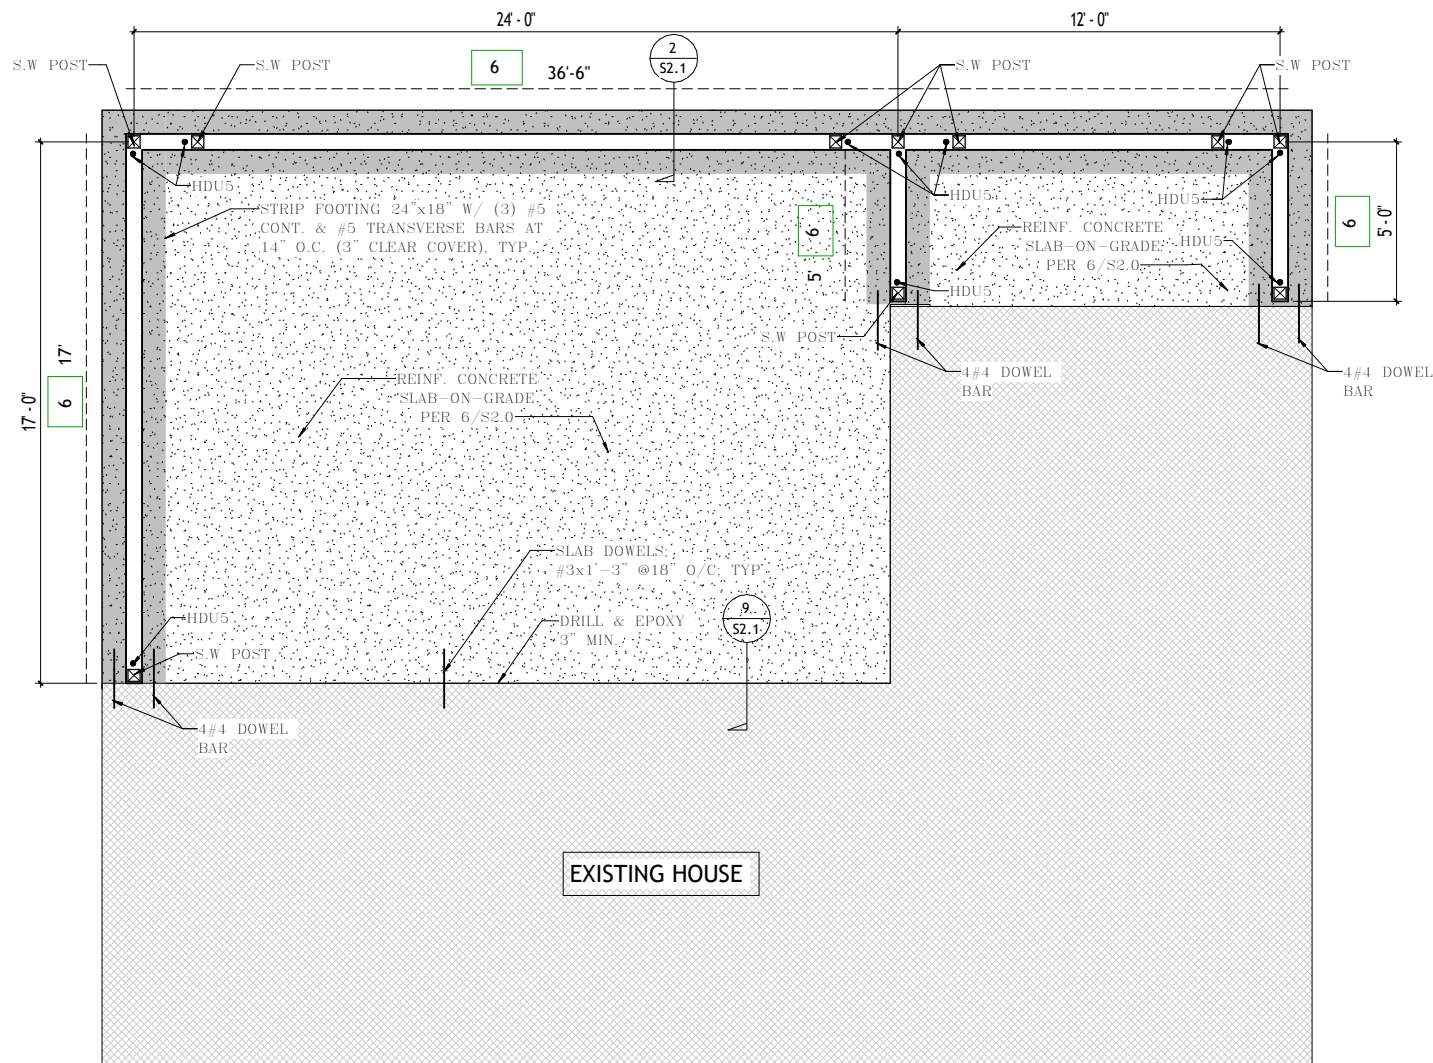 24' - 0"
12' - 0"
2
S2.1
6
36'-6"
S.W POST
S.W POST
S.W POST
S.W POST
HDU5
HDU5
HDU5
STRIP FOOTING 24"x18" W/ (3) #5
CONT. & #5 TRANSVERSE BARS AT
14" O.C. (3" CLEAR COVER), TYP.
6
5'
REINF. CONCRETE
SLAB-ON-GRADE
PER 6/S2.0
HDU5
HDU5
6
5'- 0"
S.W POST
4#4 DOWEL
BAR
4#4 DOWEL
BAR
17' - 0"
6
17'
REINF. CONCRETE
SLAB-ON-GRADE
PER 6/S2.0
SLAB DOWELS:
#3x1'-3" @18" O/C; TYP
DRILL & EPOXY
3" MIN.
9
S2.1
HDU5
S.W POST
4#4 DOWEL
BAR
EXISTING HOUSE